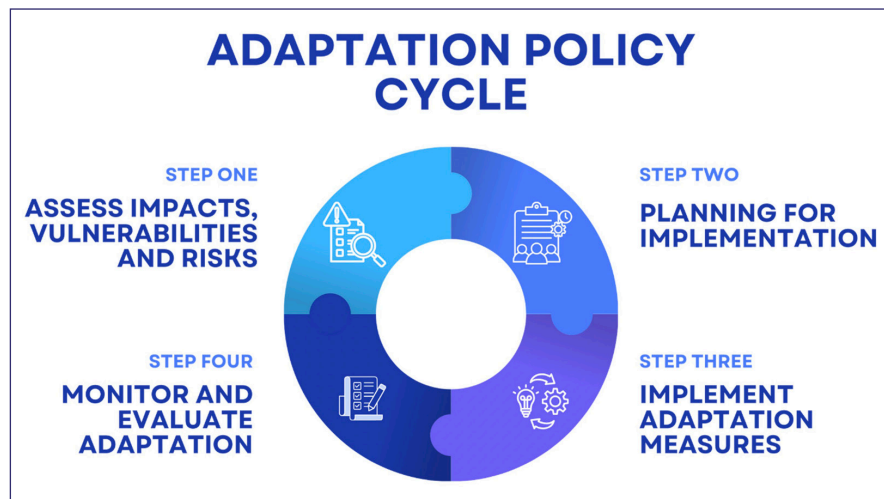 ADAPTATION POLICY
CYCLE
STEP ONE
ASSESS IMPACTS,
VULNERABILITIES
AND RISKS
STEP TWO
PLANNING FOR
IMPLEMENTATION
STEP THREE
IMPLEMENT
ADAPTATION
MEASURES
STEP FOUR
MONITOR AND
EVALUATE
ADAPTATION